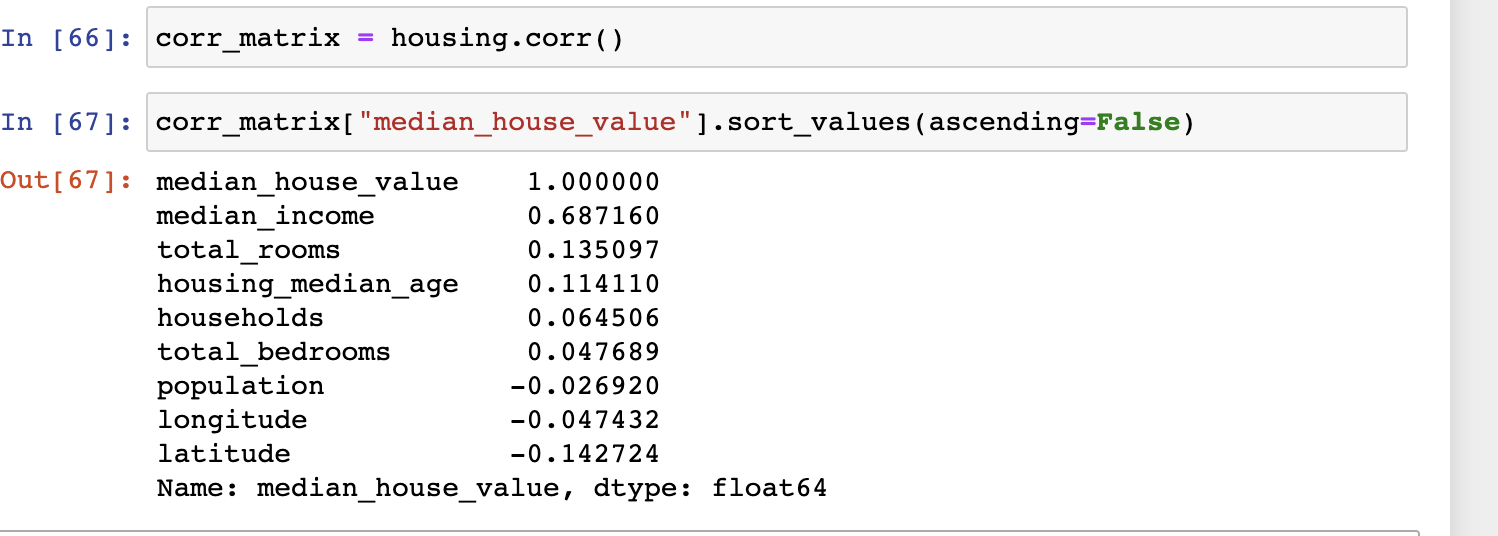 In [66]: corr_matrix = housing.corr()
In [67]: corr_matrix["median_house_value"].sort_values(ascending=False)
Out[67]: median_house_value    1.000000
median_income         0.687160
total_rooms           0.135097
housing_median_age    0.114110
households            0.064506
total_bedrooms        0.047689
population           -0.026920
longitude            -0.047432
latitude             -0.142724
Name: median_house_value, dtype: float64